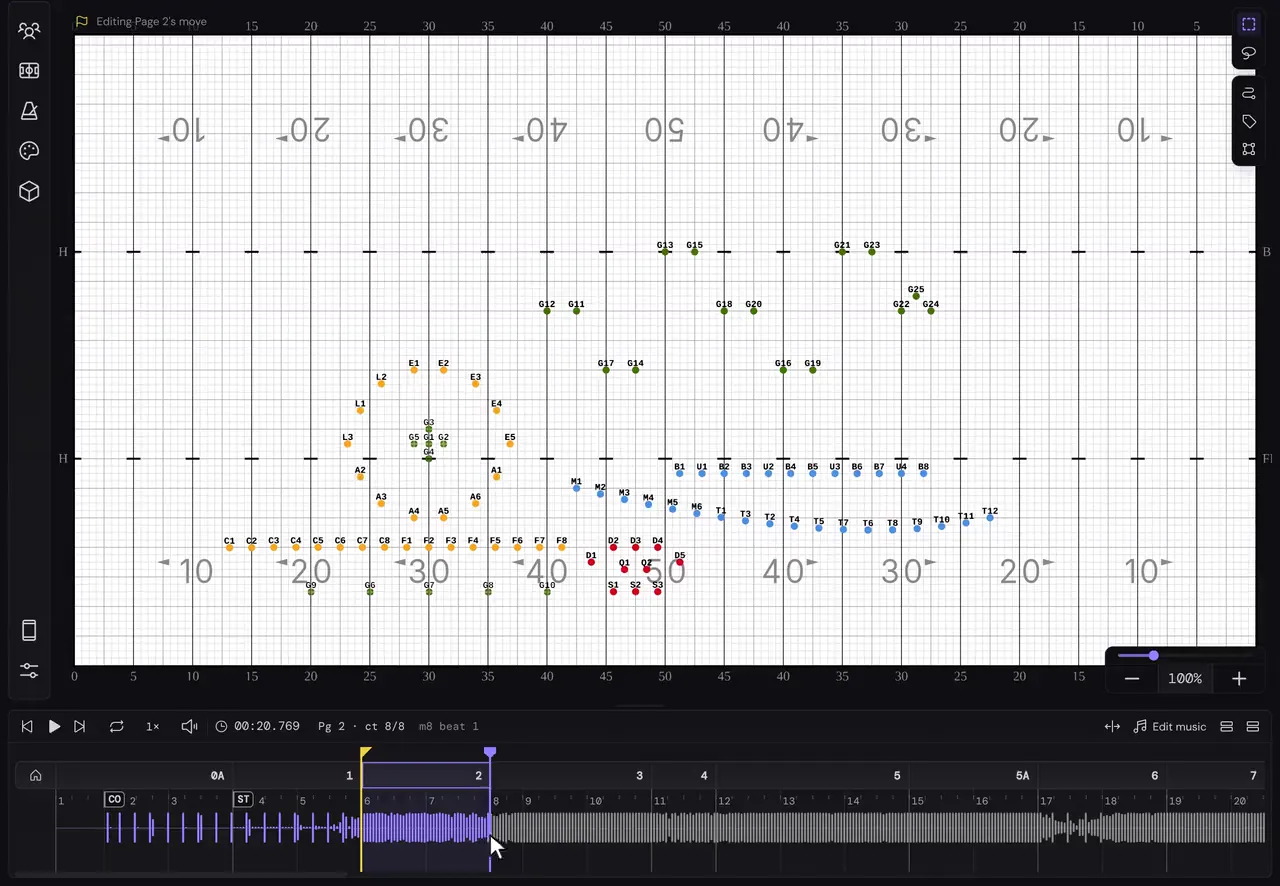 Editing Page 2's move
15 20 25 30 35 40 45 50 45 40 35 30 25 20 15 10 5
10 20 30 40 50 40 30 20 10
G13 G15 G21 G23
H B
G25
G12 G11 G18 G20 G22 G24
G17 G14 G16 G19
E1 E2
L2 E3
L1 E4
G3
L3 G5 G1 G2 E5
G4
H F
B1 U1 B2 B3 U2 B4 B5 U3 B6 B7 U4 B8
A2 A1
M1 M2 M3 M4 M5 M6 T1 T3 T2 T4 T5 T7 T6 T8 T9 T10 T11 T12
A3 A6
A4 A5
C1 C2 C3 C4 C5 C6 C7 C8 F1 F2 F3 F4 F5 F6 F7 F8 D2 D3 D4
D1 Q1 Q2 D5
10 20 30 40 50 40 30 20 10
G9 G6 G7 G8 G10 S1 S2 S3
0 5 10 15 20 25 30 35 40 45 50 45 40 35 30 25 20 15
100%
1× 00:20.769 Pg 2 · ct 8/8 m8 beat 1 Edit music
0A 1 2 3 4 5 5A 6 7
1 CO 2 3 ST 4 5 6 7 8 9 10 11 12 13 14 15 16 17 18 19 20